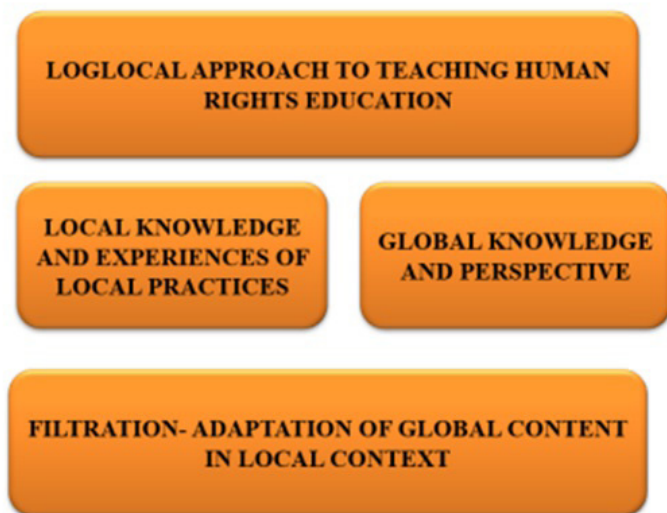 LOGLOCAL APPROACH TO TEACHING HUMAN
RIGHTS EDUCATION
LOCAL KNOWLEDGE
AND EXPERIENCES OF
LOCAL PRACTICES
GLOBAL KNOWLEDGE
AND PERSPECTIVE
FILTRATION- ADAPTATION OF GLOBAL CONTENT
IN LOCAL CONTEXT